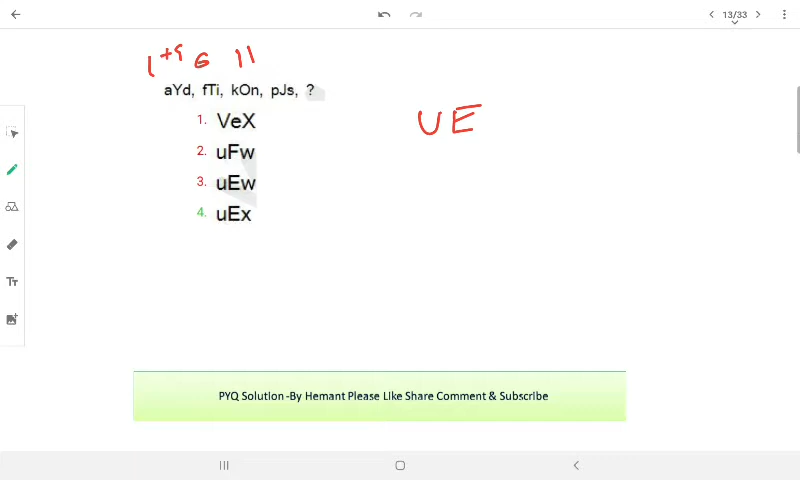 13/33
1 +5 6 11
aYd, fTi, kOn, pJs, ?
UE
1. VeX
2. uFw
3. uEw
4. uEx
Tт
PYQ Solution -By Hemant Please Like Share Comment & Subscribe